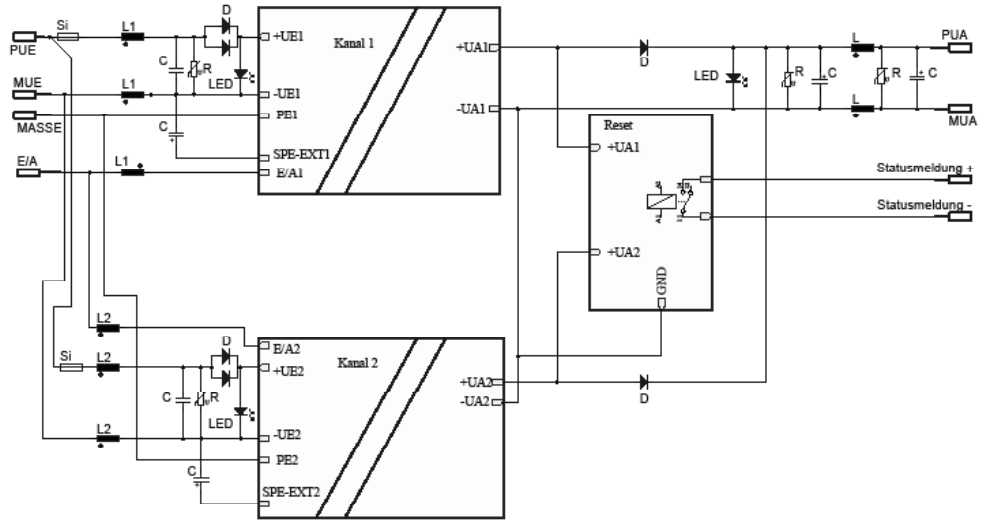 Si
L1
D
+UE1
Kanal 1
+UA1
D
L
PUA
PUE
C
R
LED
LED
R
C
R
C
MUE
L1
-UE1
-UA1
L
MUA
MASSE
PE1
Reset
C
SPE-EXT1
+UA1
E/A
L1
E/A1
Statusmeldung +
Statusmeldung -
+UA2
GND
L2
E/A2
Si
L2
D
+UE2
Kanal 2
+UA2
D
C
R
LED
-UA2
L2
-UE2
PE2
C
SPE-EXT2